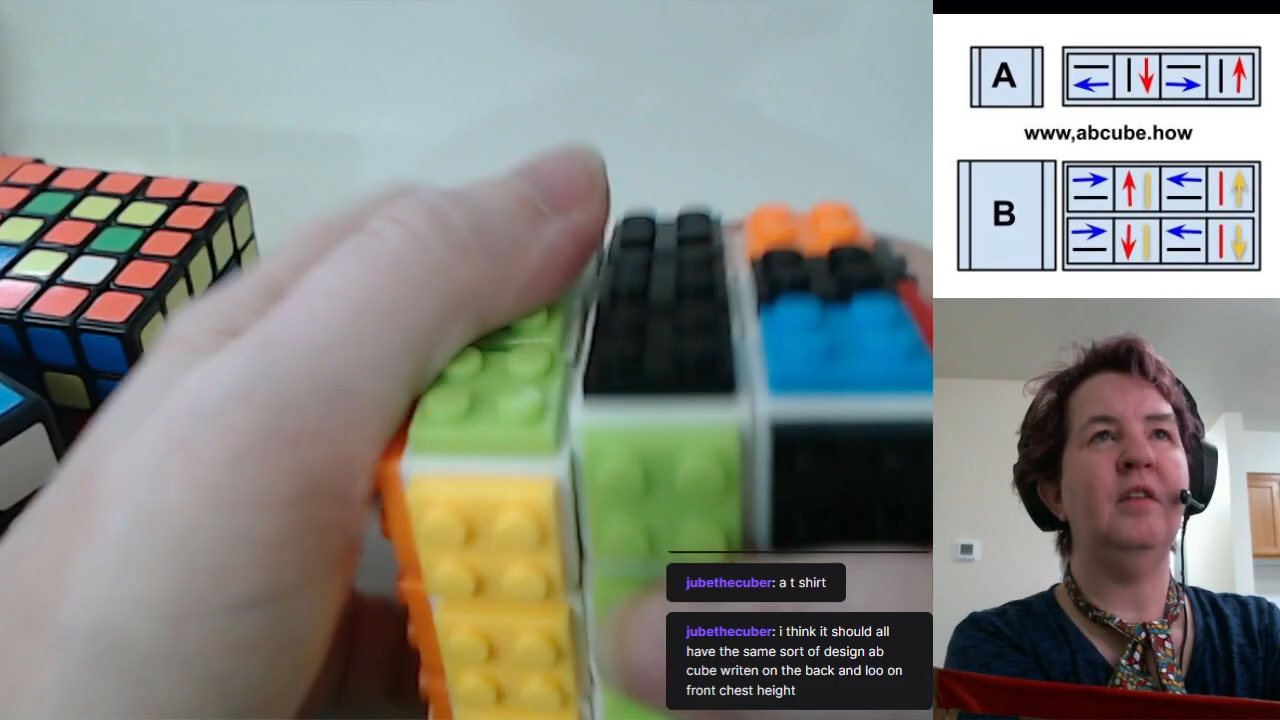 A
www,abcube.how
B
jubethecuber: a t shirt
jubethecuber: i think it should all
have the same sort of design ab
cube writen on the back and loo on
front chest height